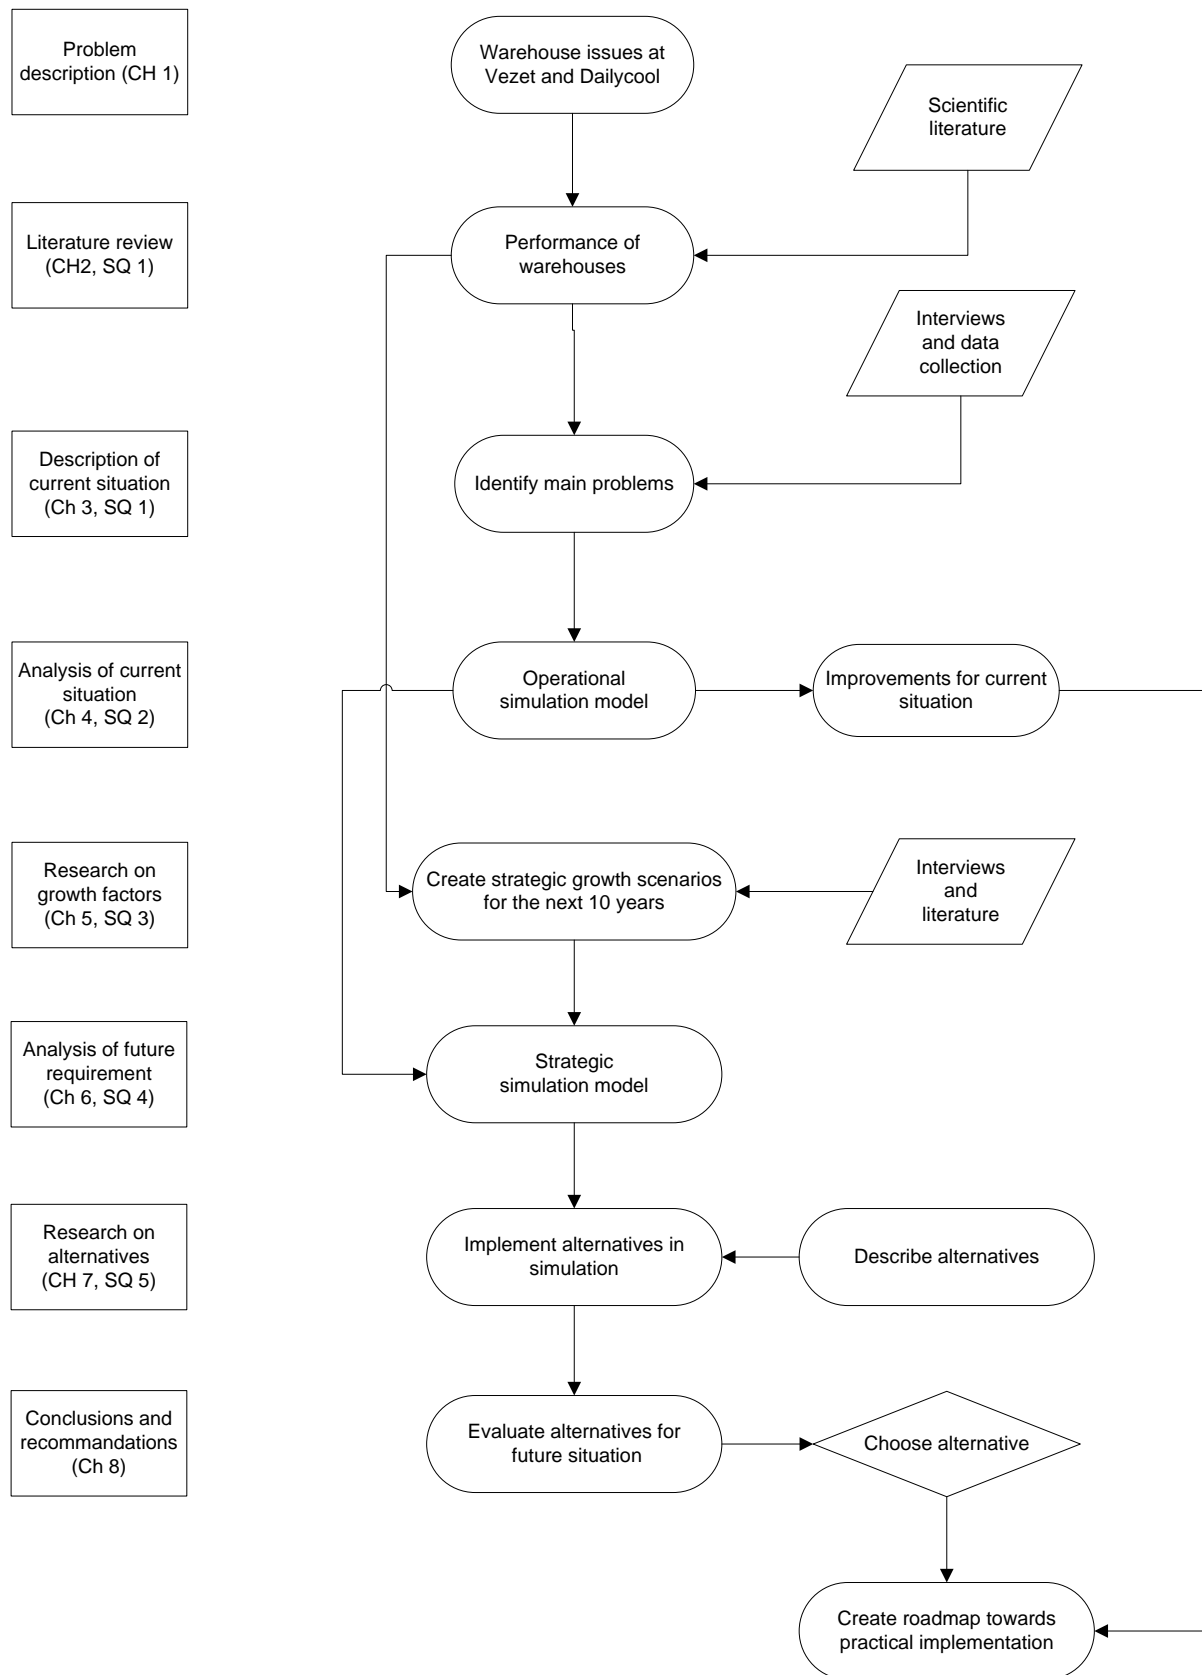 Problem
description (CH 1)
Warehouse issues at
Vezet and Dailycool
Scientific
literature
Literature review
(CH2, SQ 1)
Performance of
warehouses
Interviews
and data
collection
Description of
current situation
(Ch 3, SQ 1)
Identify main problems
Analysis of current
situation
(Ch 4, SQ 2)
Operational
simulation model
Improvements for current
situation
Research on
growth factors
(Ch 5, SQ 3)
Create strategic growth scenarios
for the next 10 years
Interviews
and
literature
Analysis of future
requirement
(Ch 6, SQ 4)
Strategic
simulation model
Research on
alternatives
(CH 7, SQ 5)
Implement alternatives in
simulation
Describe alternatives
Conclusions and
recommandations
(Ch 8)
Evaluate alternatives for
future situation
Choose alternative
Create roadmap towards
practical implementation